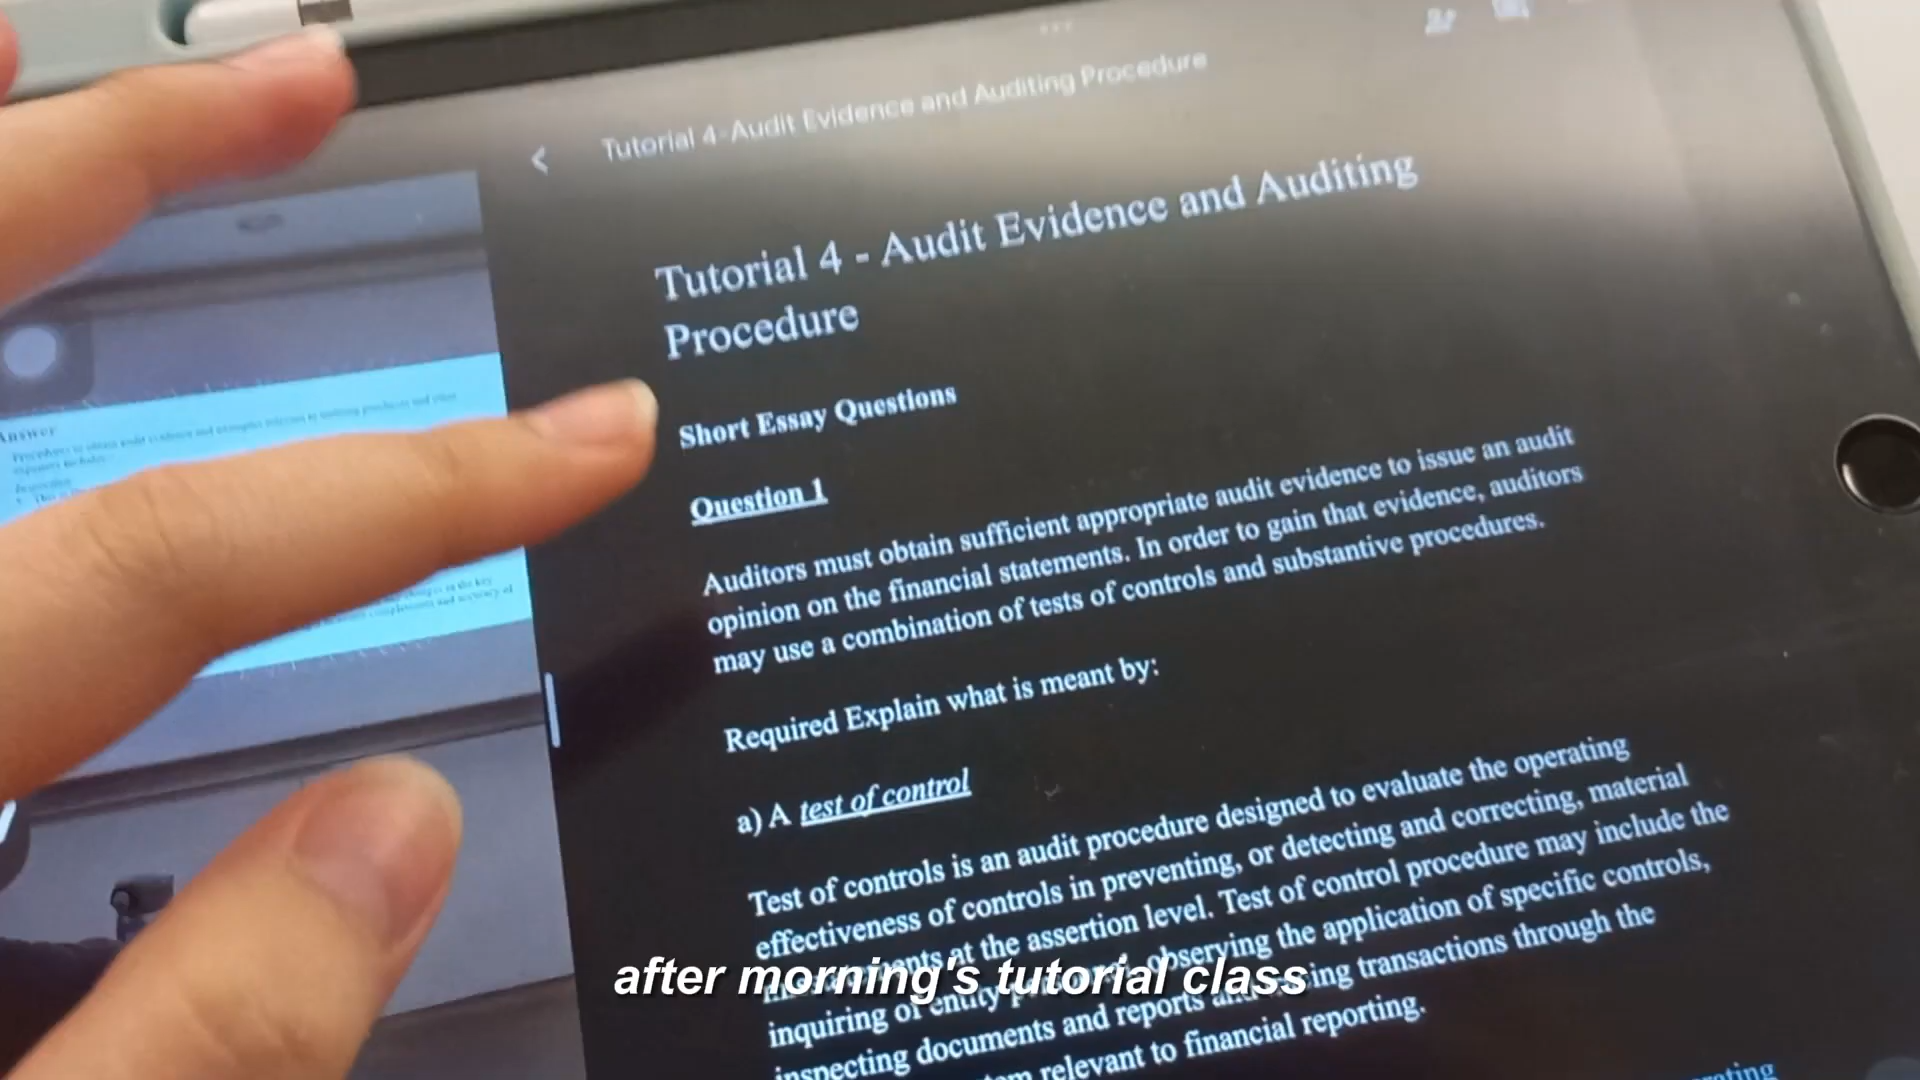 Tutorial 4-Audit Evidence and Auditing Procedure
Tutorial 4 - Audit Evidence and Auditing
Procedure
Short Essay Questions
Question 1
Auditors must obtain sufficient appropriate audit evidence to issue an audit
opinion on the financial statements. In order to gain that evidence, auditors
may use a combination of tests of controls and substantive procedures.
Required Explain what is meant by:
a) A test of control
Test of controls is an audit procedure designed to evaluate the operating
effectiveness of controls in preventing, or detecting and correcting, material
at the assertion level. Test of control procedure may include the
inquiring of entity observing the application of specific controls,
inspecting documents and reports transactions through the
relevant to financial reporting.
after morning's tutorial class
Answer